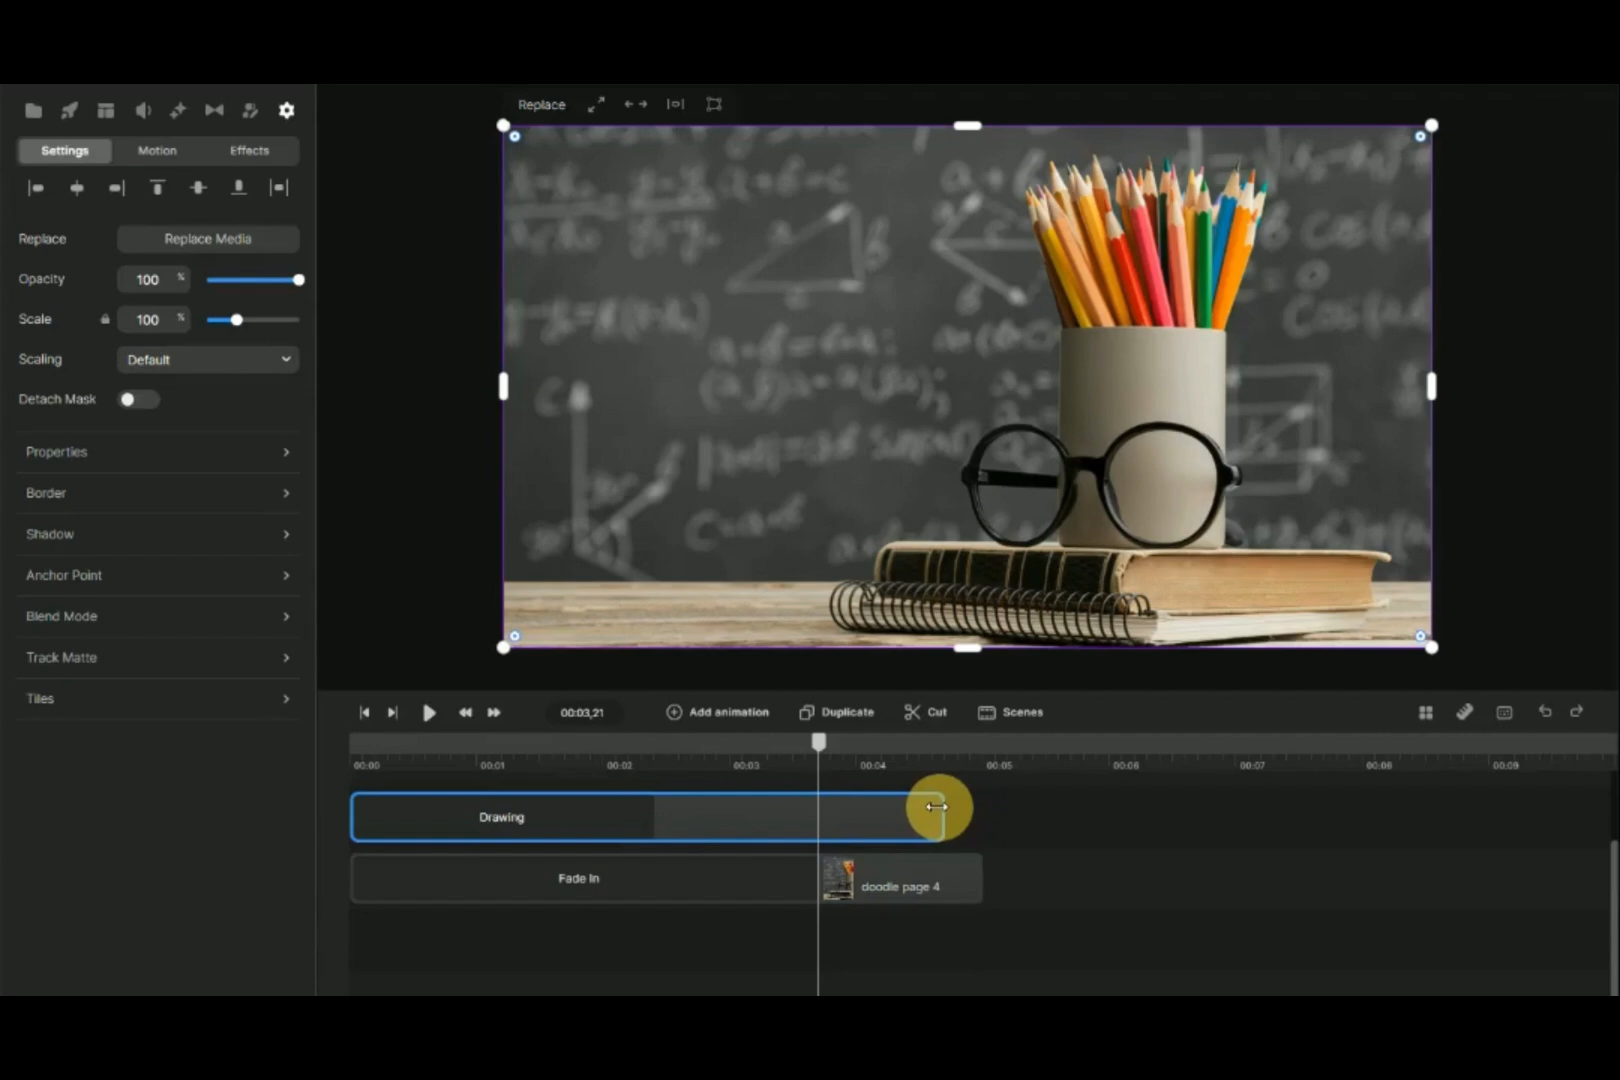 Replace
Settings Motion Effects
Replace Replace Media
Opacity 100 %
Scale 100 %
Scaling Default
Detach Mask
Properties
Border
Shadow
Anchor Point
Blend Mode
Track Matte
Tiles
00:03,21 Add animation Duplicate Cut Scenes
00:00 00:01 00:02 00:03 00:04 00:05 00:06 00:07 00:08 00:09
Drawing
Fade In doodle page 4